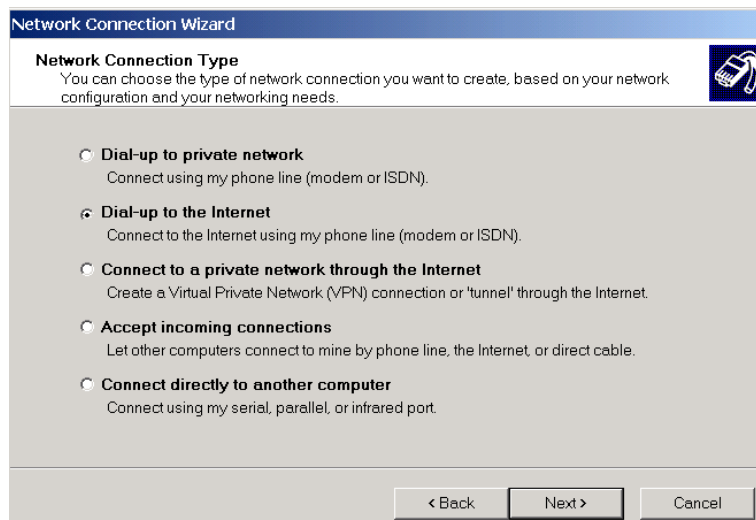 Network Connection Wizard
Network Connection Type
You can choose the type of network connection you want to create, based on your network
configuration and your networking needs.
Dial-up to private network
Connect using my phone line (modem or ISDN).
Dial-up to the Internet
Connect to the Internet using my phone line (modem or ISDN).
Connect to a private network through the Internet
Create a Virtual Private Network (VPN) connection or 'tunnel' through the Internet.
Accept incoming connections
Let other computers connect to mine by phone line, the Internet, or direct cable.
Connect directly to another computer
Connect using my serial, parallel, or infrared port.
< Back Next > Cancel